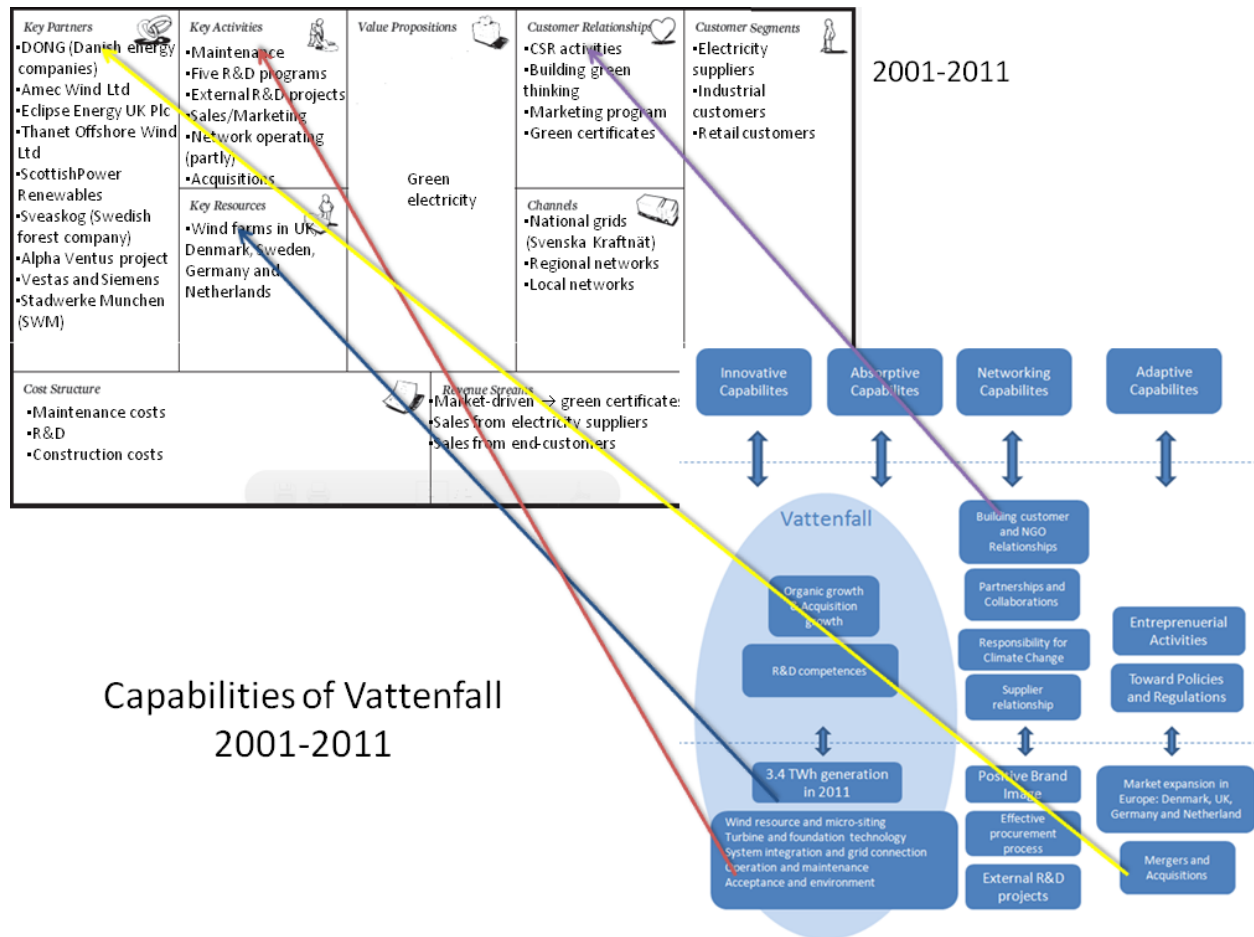 Key Partners
▪DONG (Danish energy
companies)
▪Amec Wind Ltd
▪Eclipse Energy UK Plc
▪Thanet Offshore Wind
Ltd
▪ScottishPower
Renewables
▪Sveaskog (Swedish
forest company)
▪Alpha Ventus project
▪Vestas and Siemens
▪Stadwerke Munchen
(SWM)
Key Activities
▪Maintenance
▪Five R&D programs
▪External R&D projects
▪Sales/Marketing
▪Network operating
(partly)
▪Acquisitions
Key Resources
▪Wind farms in UK,
Denmark, Sweden,
Germany and
Netherlands
Value Propositions
Green
electricity
Customer Relationships
▪CSR activities
▪Building green
thinking
▪Marketing program
▪Green certificates
Channels
▪National grids
(Svenska Kraftnät)
▪Regional networks
▪Local networks
Customer Segments
▪Electricity
suppliers
▪Industrial
customers
▪Retail customers
2001-2011
Cost Structure
▪Maintenance costs
▪R&D
▪Construction costs
Revenue Streams
▪Market-driven → green certificates
▪Sales from electricity suppliers
▪Sales from end-customers
Capabilities of Vattenfall
2001-2011
Innovative
Capabilites
Absorptive
Capabilites
Networking
Capabilites
Adaptive
Capabilites
Vattenfall
Organic growth
& Acquisition
growth
R&D competences
Building customer
and NGO
Relationships
Partnerships and
Collaborations
Responsibility for
Climate Change
Supplier
relationship
Entreprenuerial
Activities
Toward Policies
and Regulations
3.4 TWh generation
in 2011
Wind resource and micro-siting
Turbine and foundation technology
System integration and grid connection
Operation and maintenance
Acceptance and environment
Positive Brand
Image
Effective
procurement
process
External R&D
projects
Market expansion in
Europe: Denmark, UK,
Germany and Netherland
Mergers and
Acquisitions